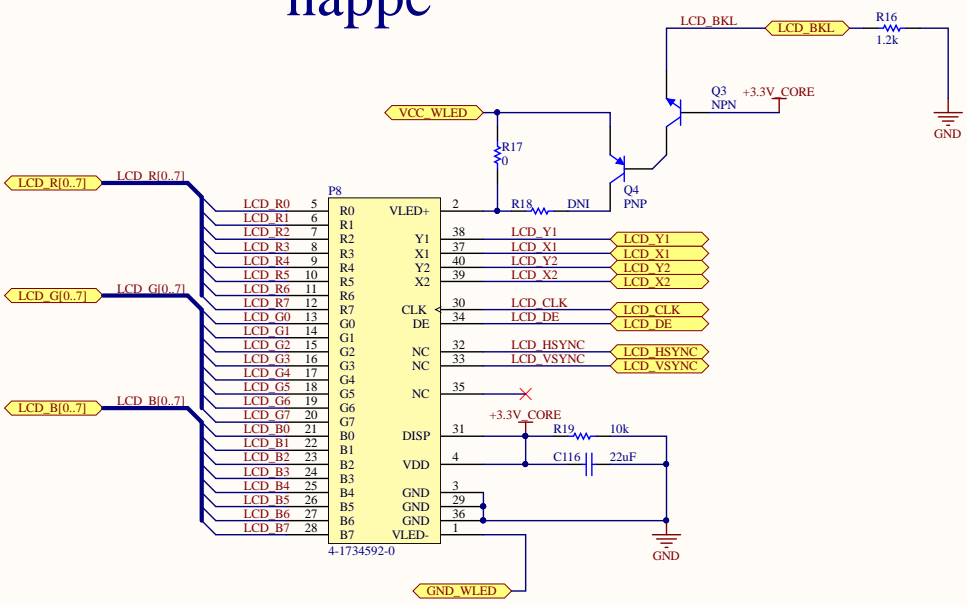 парре
LCD_BKL
LCD_BKL
R16
1.2k
GND
Q3
NPN
+3.3V_CORE
VCC_WLED
R17
0
Q4
PNP
R18
DNI
LCD_R[0..7]
LCD_R[0..7]
LCD_G[0..7]
LCD_G[0..7]
LCD_B[0..7]
LCD_B[0..7]
P8
LCD_R0 5 R0
LCD_R1 6 R1
LCD_R2 7 R2
LCD_R3 8 R3
LCD_R4 9 R4
LCD_R5 10 R5
LCD_R6 11 R6
LCD_R7 12 R7
LCD_G0 13 G0
LCD_G1 14 G1
LCD_G2 15 G2
LCD_G3 16 G3
LCD_G4 17 G4
LCD_G5 18 G5
LCD_G6 19 G6
LCD_G7 20 G7
LCD_B0 21 B0
LCD_B1 22 B1
LCD_B2 23 B2
LCD_B3 24 B3
LCD_B4 25 B4
LCD_B5 26 B5
LCD_B6 27 B6
LCD_B7 28 B7
VLED+ 2
Y1 38 LCD_Y1 LCD_Y1
X1 37 LCD_X1 LCD_X1
Y2 40 LCD_Y2 LCD_Y2
X2 39 LCD_X2 LCD_X2
CLK 30 LCD_CLK LCD_CLK
DE 34 LCD_DE LCD_DE
NC 32 LCD_HSYNC LCD_HSYNC
NC 33 LCD_VSYNC LCD_VSYNC
NC 35
+3.3V_CORE
DISP 31 R19 10k
VDD 4 C116 22uF
GND 3
GND 29
GND 36
VLED- 1
4-1734592-0
GND
GND_WLED